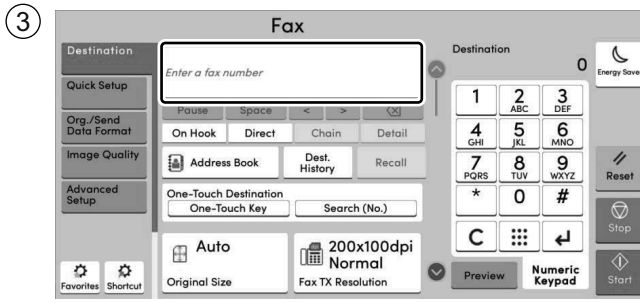 3
Fax
Destination
Quick Setup
Org./Send
Data Format
Image Quality
Advanced
Setup
Favorites
Shortcut
Enter a fax number
Pause
Space
<
>
On Hook
Direct
Chain
Detail
Address Book
Dest.
History
Recall
One-Touch Destination
One-Touch Key
Search (No.)
Auto
Original Size
200x100dpi
Normal
Fax TX Resolution
Destination
0
1
2
ABC
3
DEF
4
GHI
5
JKL
6
MNO
7
PQRS
8
TUV
9
WXYZ
*
0
#
C
Preview
Numeric
Keypad
Energy Save
Reset
Stop
Start